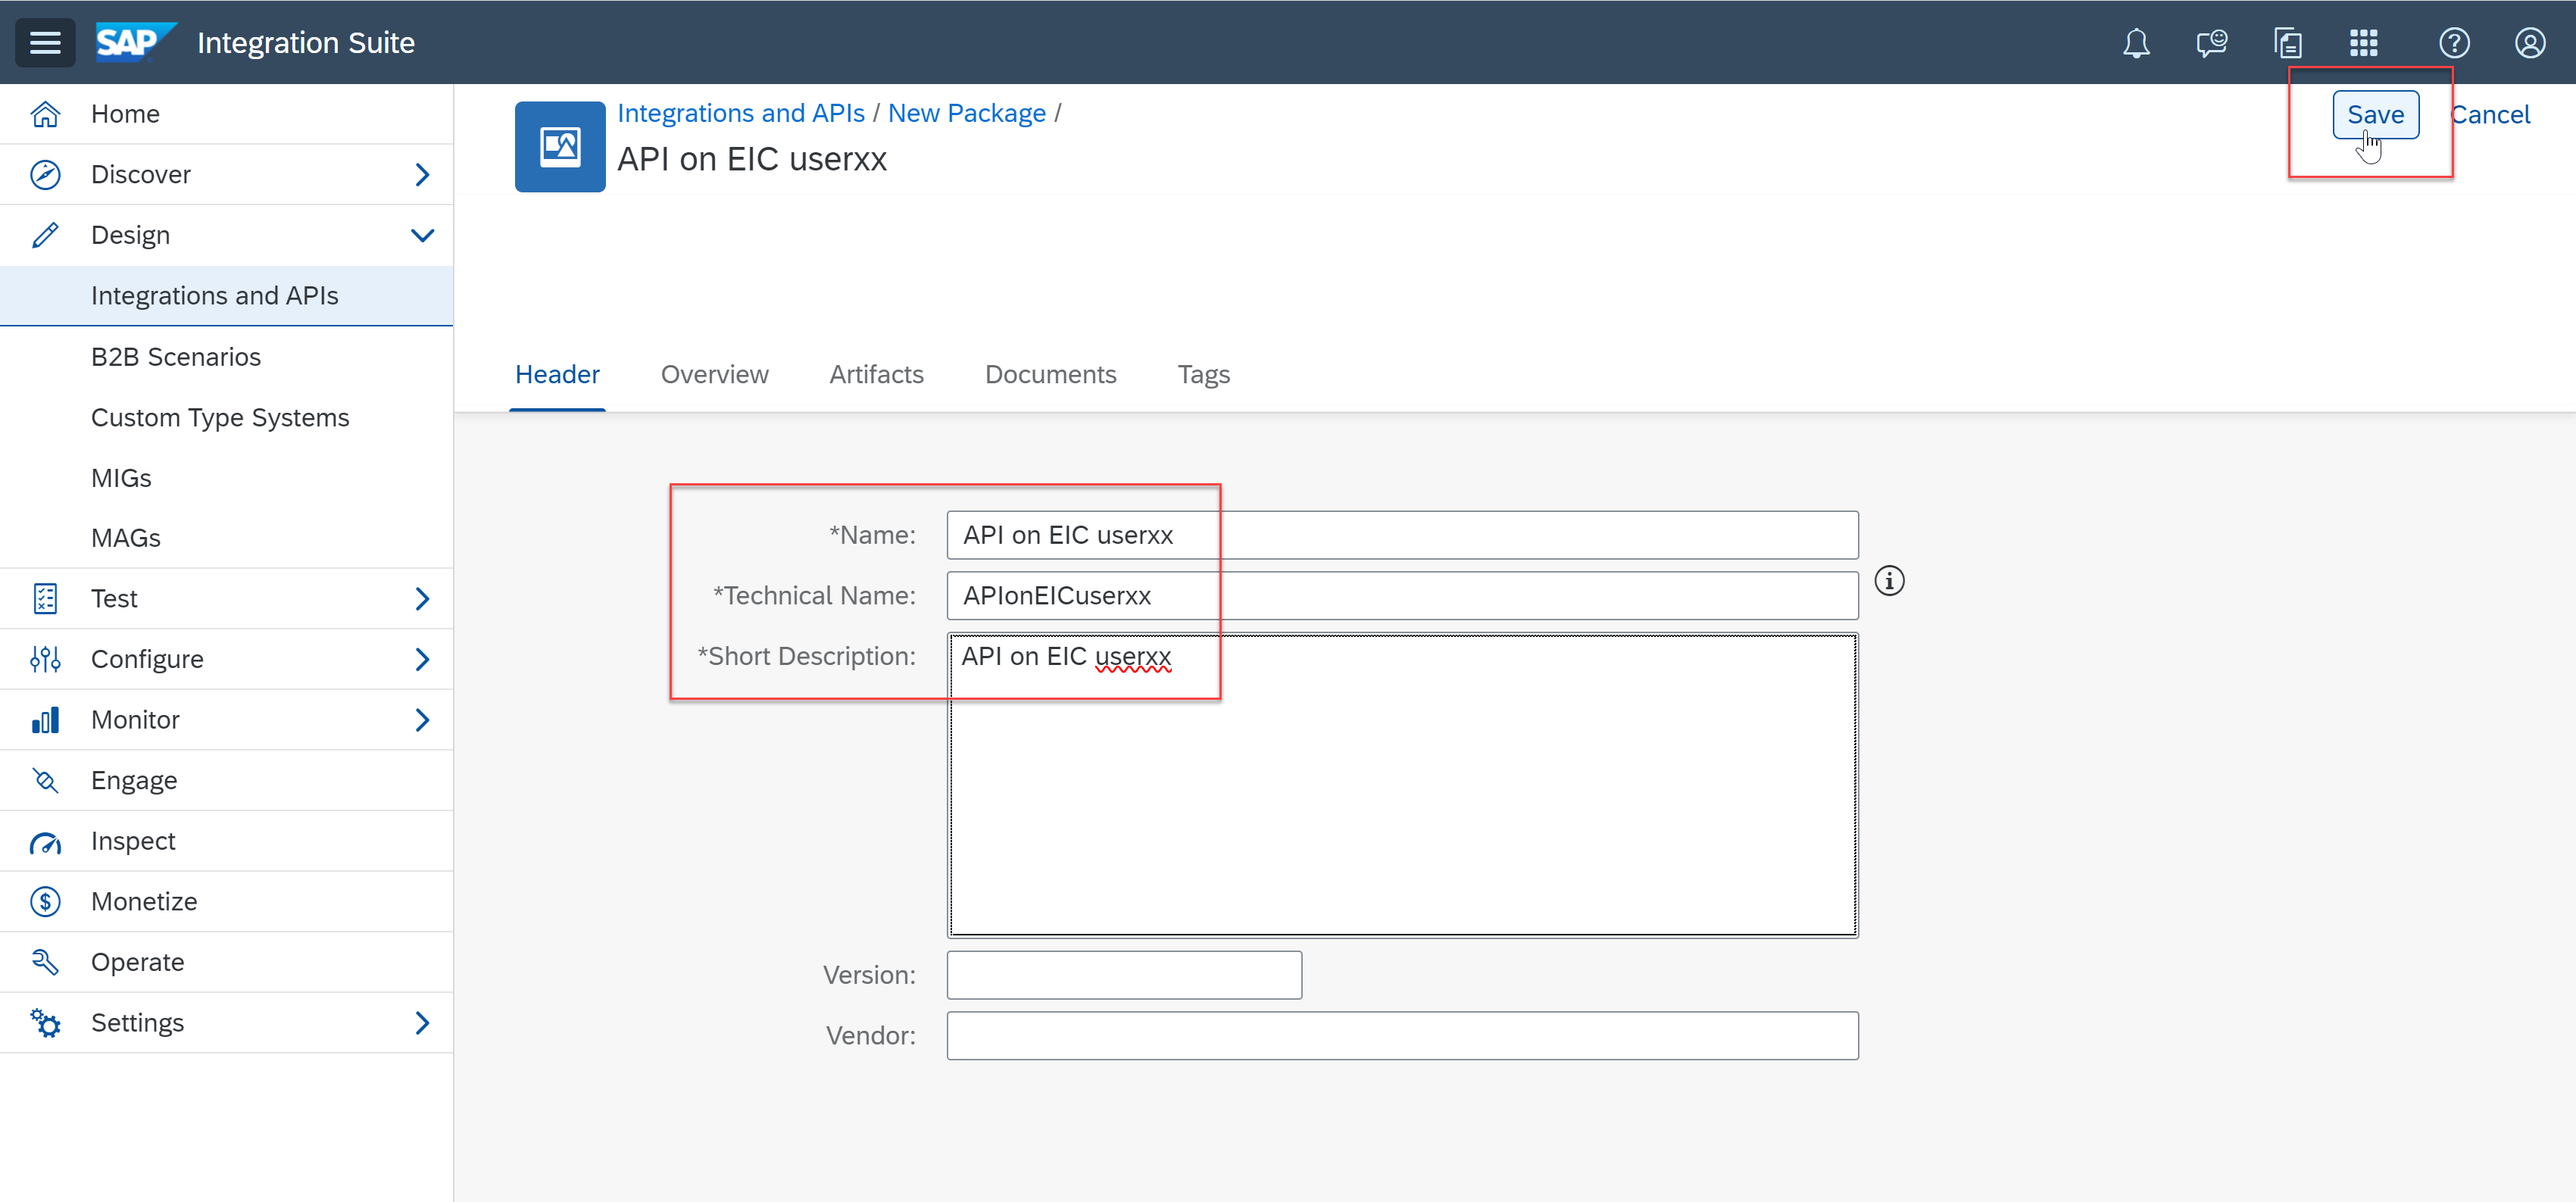 SAP Integration Suite
Home
Discover
Design
Integrations and APIs
B2B Scenarios
Custom Type Systems
MIGs
MAGs
Test
Configure
Monitor
Engage
Inspect
Monetize
Operate
Settings
Integrations and APIs / New Package /
API on EIC userxx
Save Cancel
Header Overview Artifacts Documents Tags
*Name: API on EIC userxx
*Technical Name: APIonEICuserxx
*Short Description: API on EIC userxx
Version:
Vendor: